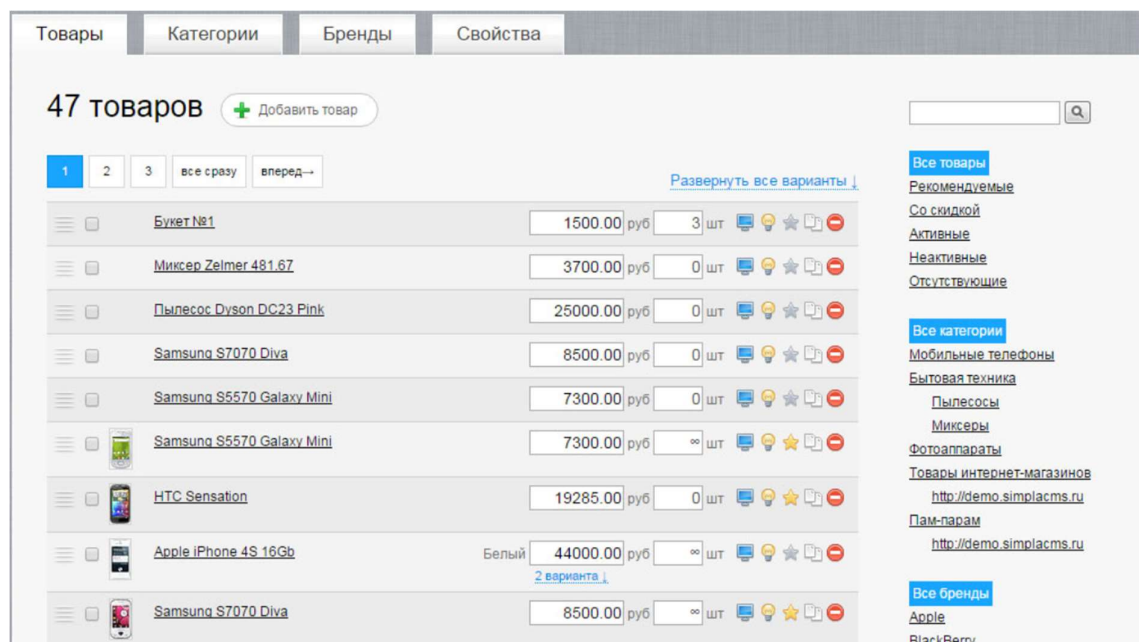 Товары Категории Бренды Свойства
47 товаров Добавить товар
1 2 3 все сразу вперед→
Развернуть все варианты ↓
Букет №1 1500.00 руб 3 шт
Миксер Zelmer 481.67 3700.00 руб 0 шт
Пылесос Dyson DC23 Pink 25000.00 руб 0 шт
Samsung S7070 Diva 8500.00 руб 0 шт
Samsung S5570 Galaxy Mini 7300.00 руб 0 шт
Samsung S5570 Galaxy Mini 7300.00 руб ∞ шт
HTC Sensation 19285.00 руб 0 шт
Apple iPhone 4S 16Gb Белый 44000.00 руб ∞ шт
2 варианта ↓
Samsung S7070 Diva 8500.00 руб ∞ шт
Все товары
Рекомендуемые
Со скидкой
Активные
Неактивные
Отсутствующие
Все категории
Мобильные телефоны
Бытовая техника
Пылесосы
Миксеры
Фотоаппараты
Товары интернет-магазинов
http://demo.simplacms.ru
Пам-парам
http://demo.simplacms.ru
Все бренды
Apple
BlackBerry